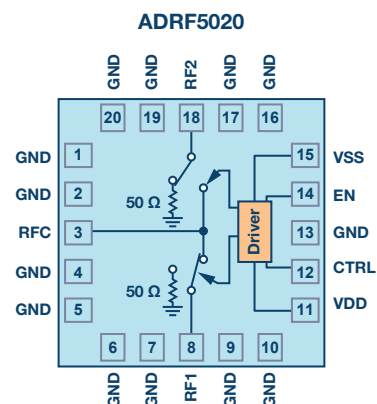 ADRF5020
GND GND RF2 GND GND
20 19 18 17 16
GND 1
15 VSS
GND 2
14 EN
50 Ω
Driver
RFC 3
13 GND
GND 4
12 CTRL
50 Ω
GND 5
11 VDD
6 7 8 9 10
GND GND RF1 GND GND